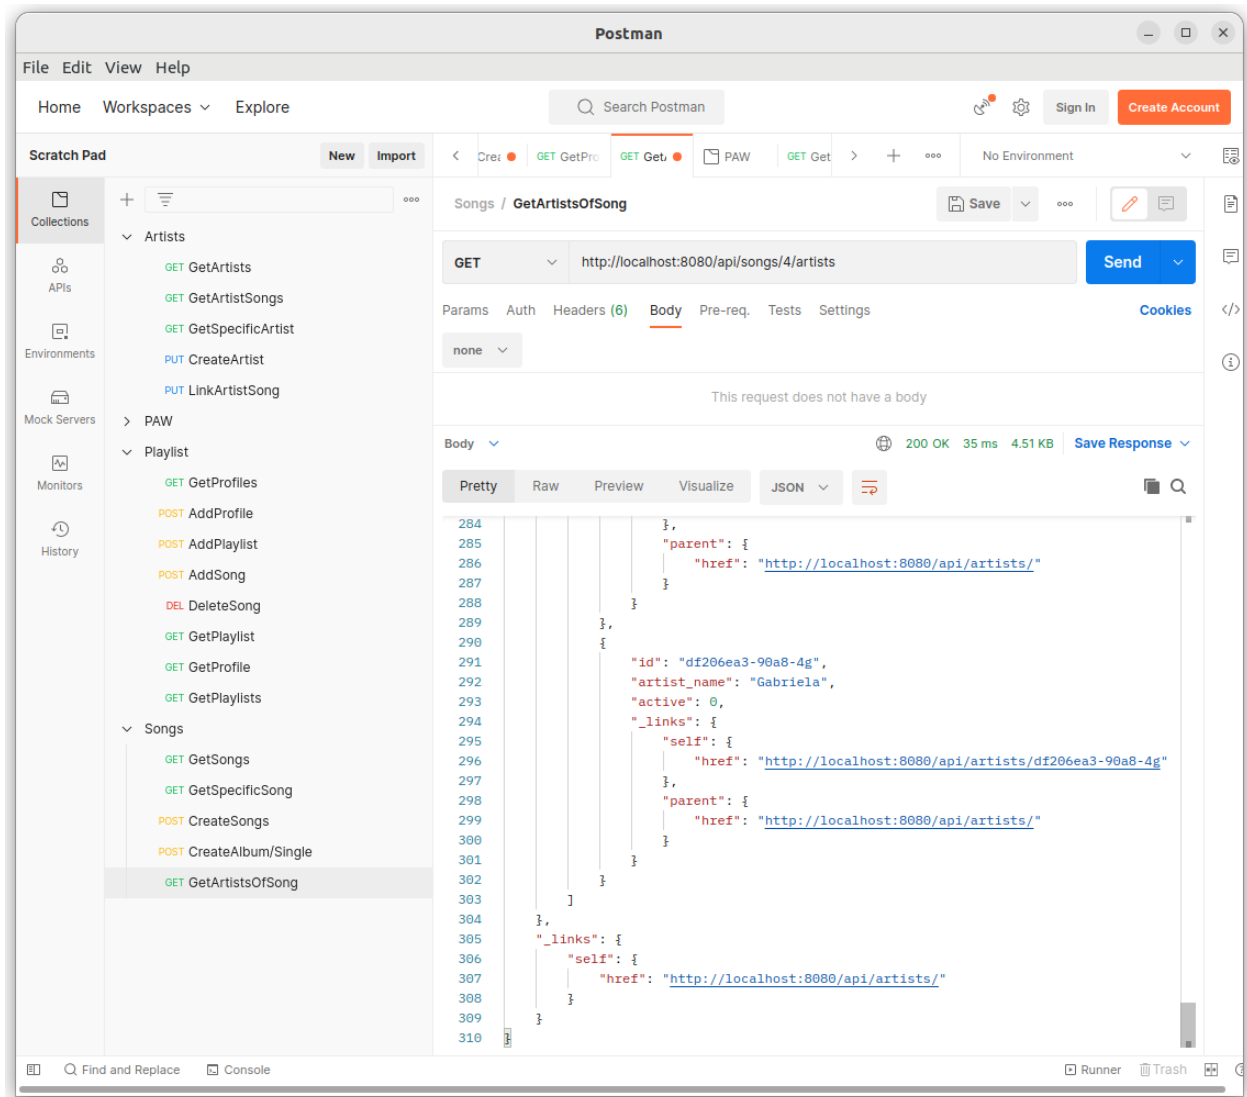 Postman
File Edit View Help
Home Workspaces Explore Search Postman Sign In Create Account
Scratch Pad New Import GET GetPro GET Get PAW GET Get No Environment
Collections
APIs
Environments
Mock Servers
Monitors
History
Artists
GET GetArtists
GET GetArtistSongs
GET GetSpecificArtist
PUT CreateArtist
PUT LinkArtistSong
PAW
Playlist
GET GetProfiles
POST AddProfile
POST AddPlaylist
POST AddSong
DEL DeleteSong
GET GetPlaylist
GET GetProfile
GET GetPlaylists
Songs
GET GetSongs
GET GetSpecificSong
POST CreateSongs
POST CreateAlbum/Single
GET GetArtistsOfSong
Songs / GetArtistsOfSong Save
GET http://localhost:8080/api/songs/4/artists Send
Params Auth Headers (6) Body Pre-req. Tests Settings Cookies
none
This request does not have a body
Body 200 OK 35 ms 4.51 KB Save Response
Pretty Raw Preview Visualize JSON
284 },
285 "parent": {
286 "href": "http://localhost:8080/api/artists/"
287 }
288 }
289 },
290 {
291 "id": "df206ea3-90a8-4g",
292 "artist_name": "Gabriela",
293 "active": 0,
294 "_links": {
295 "self": {
296 "href": "http://localhost:8080/api/artists/df206ea3-90a8-4g"
297 },
298 "parent": {
299 "href": "http://localhost:8080/api/artists/"
300 }
301 }
302 }
303 ]
304 },
305 "_links": {
306 "self": {
307 "href": "http://localhost:8080/api/artists/"
308 }
309 }
310 }
Find and Replace Console Runner Trash